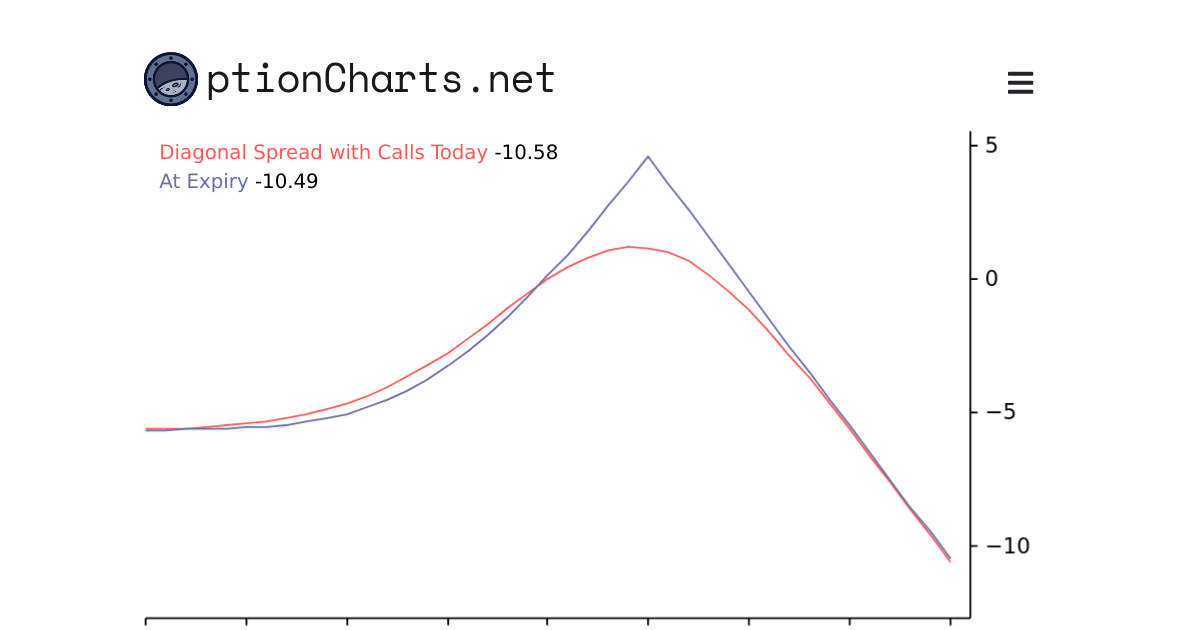 ptionCharts.net
Diagonal Spread with Calls Today -10.58
At Expiry -10.49
5
0
−5
−10